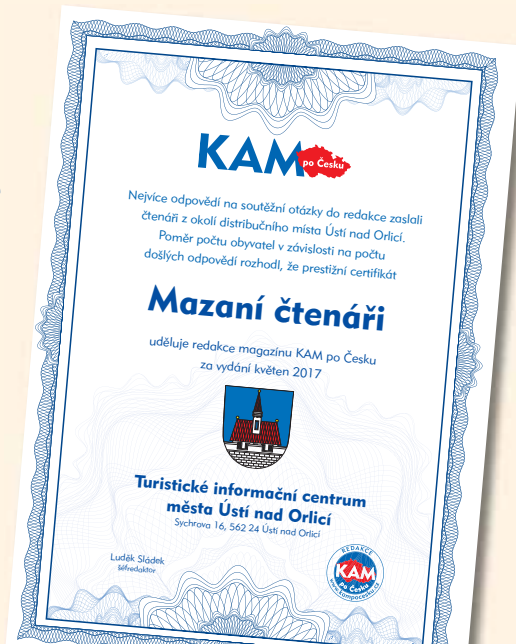 KAM
po Česku
Nejvíce odpovědí na soutěžní otázky do redakce zaslali
čtenáři z okolí distribučního místa Ústí nad Orlicí.
Poměr počtu obyvatel v závislosti na počtu
došlých odpovědí rozhodl, že prestižní certifikát
Mazaní čtenáři
uděluje redakce magazínu KAM po Česku
za vydání květen 2017
Turistické informační centrum
města Ústí nad Orlicí
Sychrova 16, 562 24 Ústí nad Orlicí
Luděk Sládek
šéfredaktor
REDAKCE
KAM
po Česku
www.kampocesku.cz